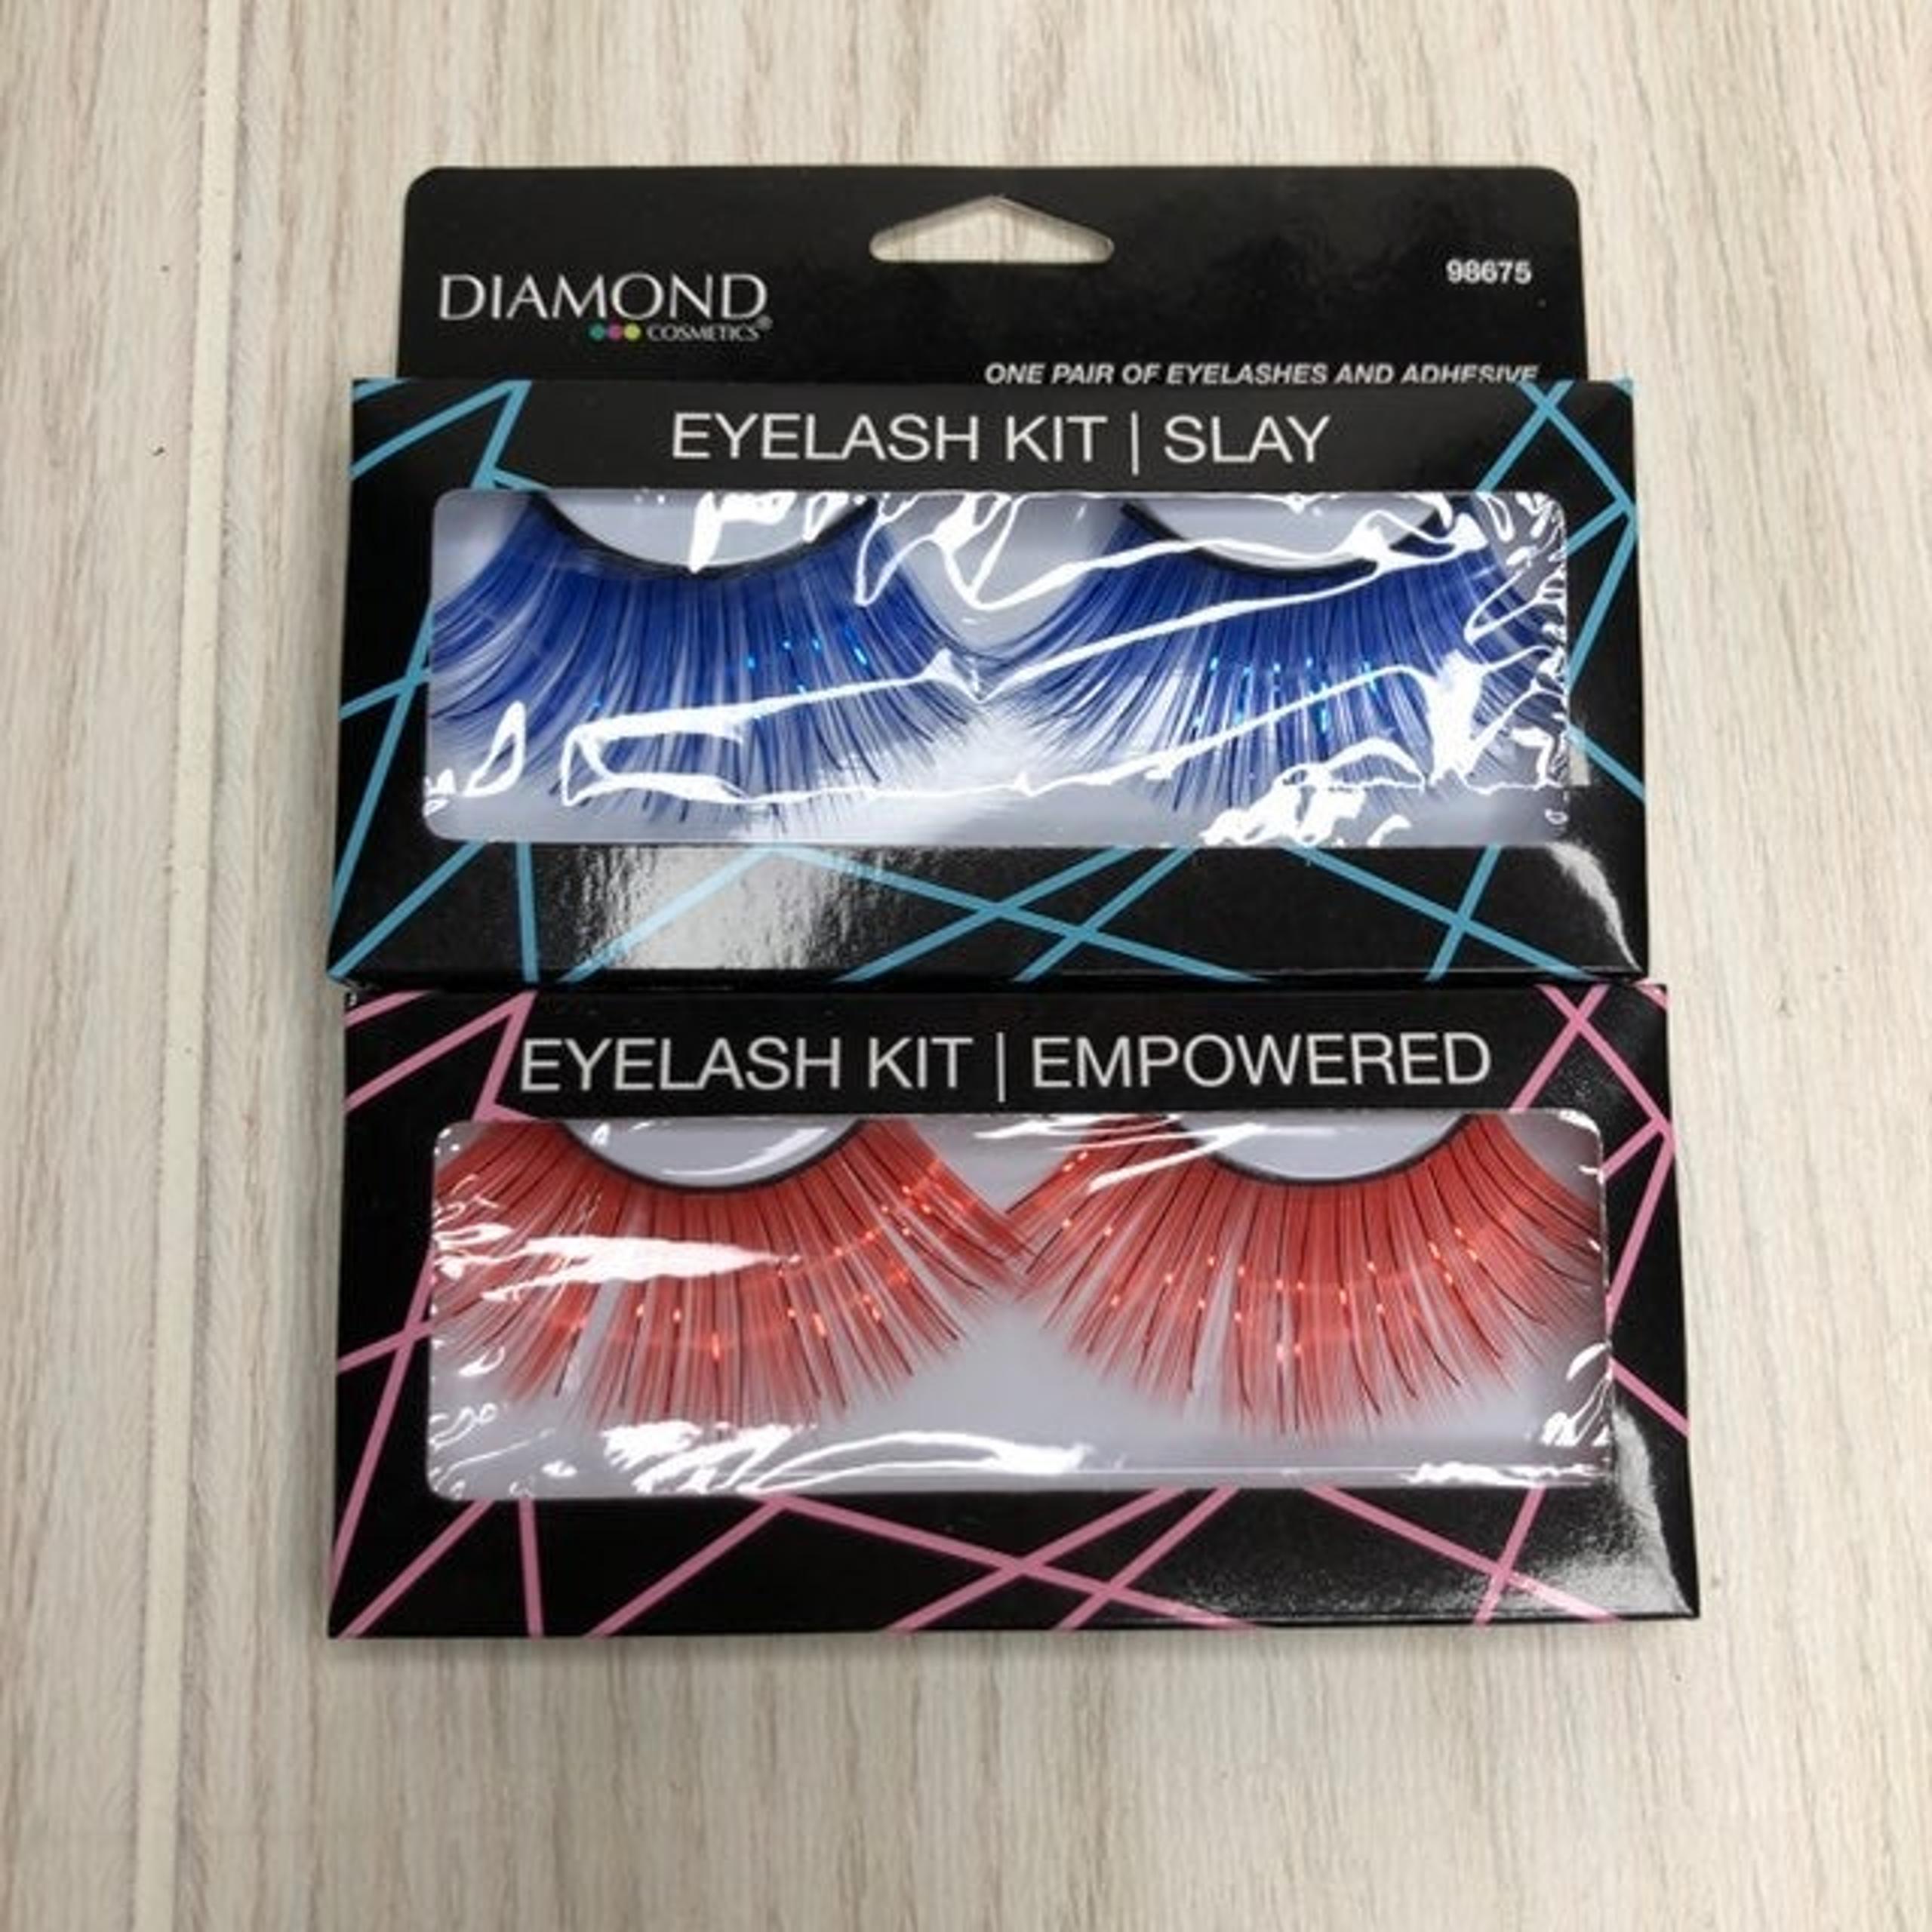 DIAMOND
COSMETICS®
98675
ONE PAIR OF EYELASHES AND ADHESIVE
EYELASH KIT | SLAY
EYELASH KIT | EMPOWERED